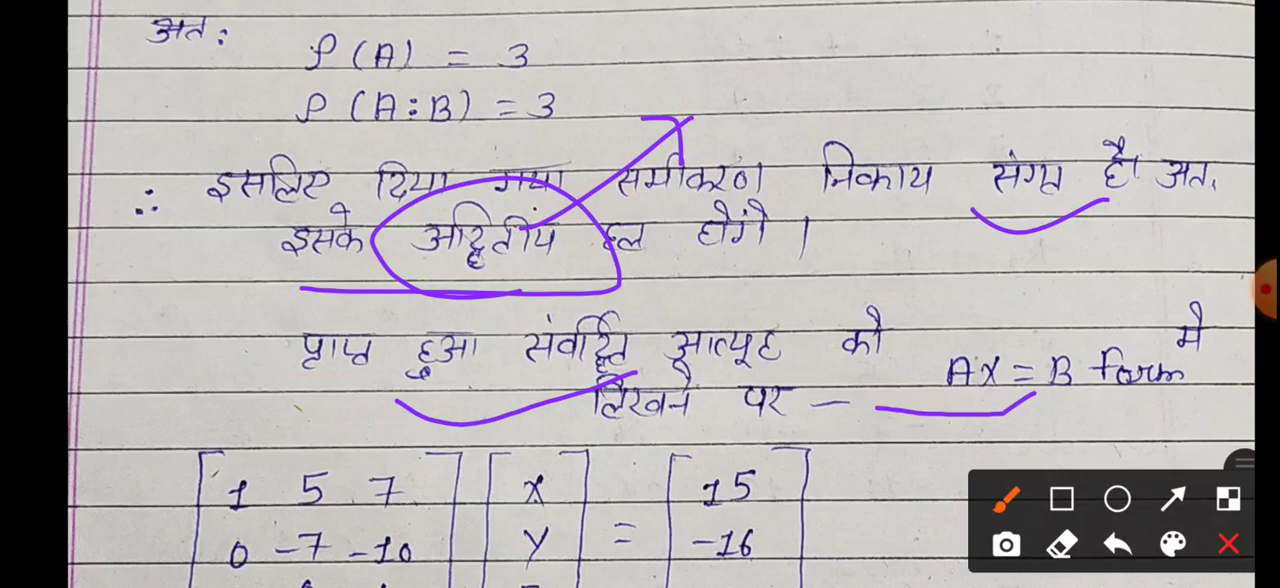 अतः
ρ(A) = 3
ρ(A:B) = 3
∴ इसलिए दिया गया समीकरण निकाय संगत है। अतः
इसके अद्वितीय हल होगें।
प्राप्त हुआ संवर्द्धित आव्यूह को AX = B form में
लिखने पर –
1 5 7 x = 15
0 -7 -10 y -16